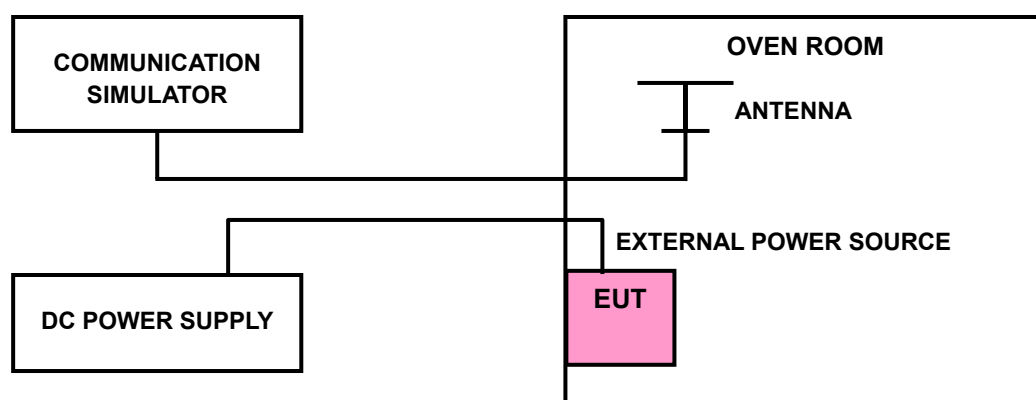 COMMUNICATION
SIMULATOR
OVEN ROOM
ANTENNA
EXTERNAL POWER SOURCE
EUT
DC POWER SUPPLY